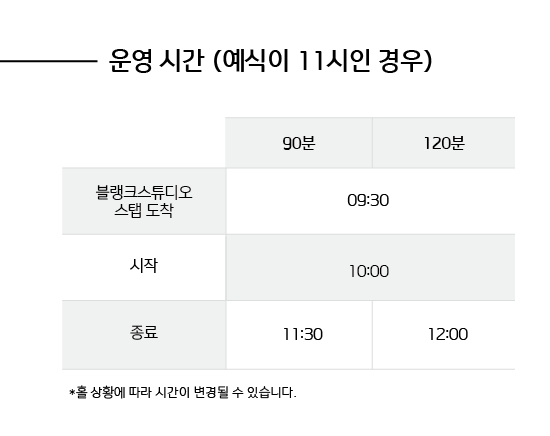 운영 시간 (예식이 11시인 경우)
90분 120분
블랭크스튜디오
스탭 도착
09:30
시작 10:00
종료 11:30 12:00
*홀 상황에 따라 시간이 변경될 수 있습니다.